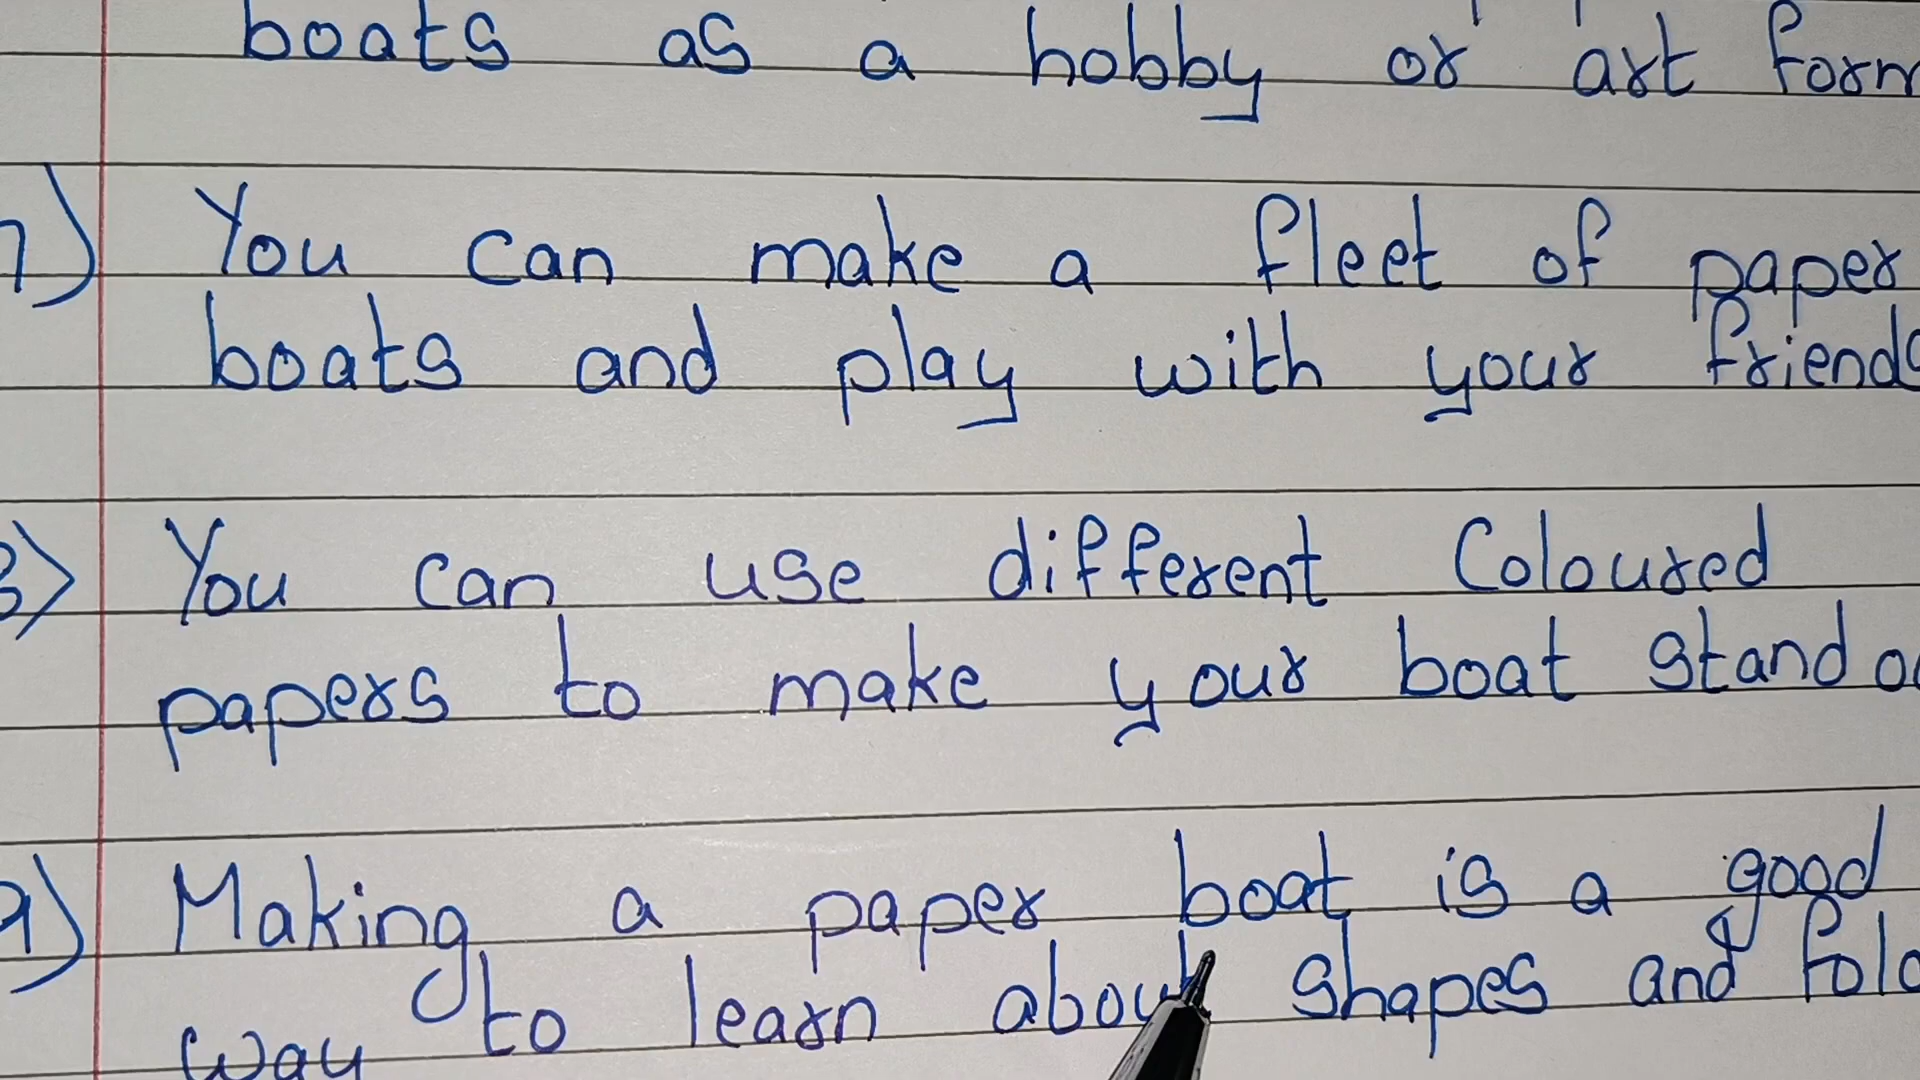 boats as a hobby or art form
7) You can make a fleet of paper
boats and play with your friends
8) You can use different Coloured
papers to make your boat stand
9) Making a paper boat is a good
way to learn about shapes and